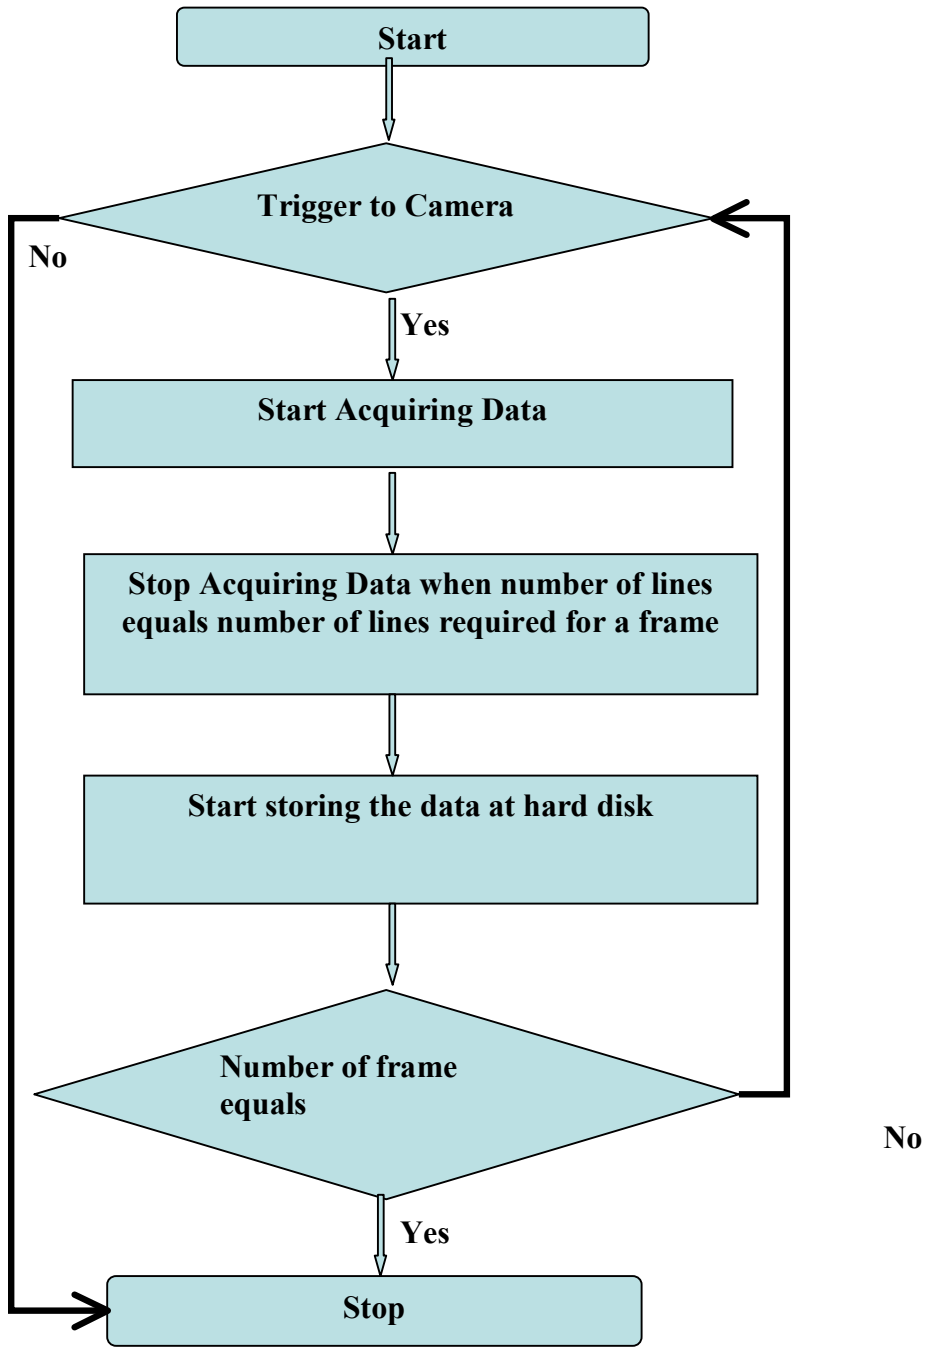 Start
Trigger to Camera
No
Yes
Start Acquiring Data
Stop Acquiring Data when number of lines
equals number of lines required for a frame
Start storing the data at hard disk
Number of frame
equals
No
Yes
Stop